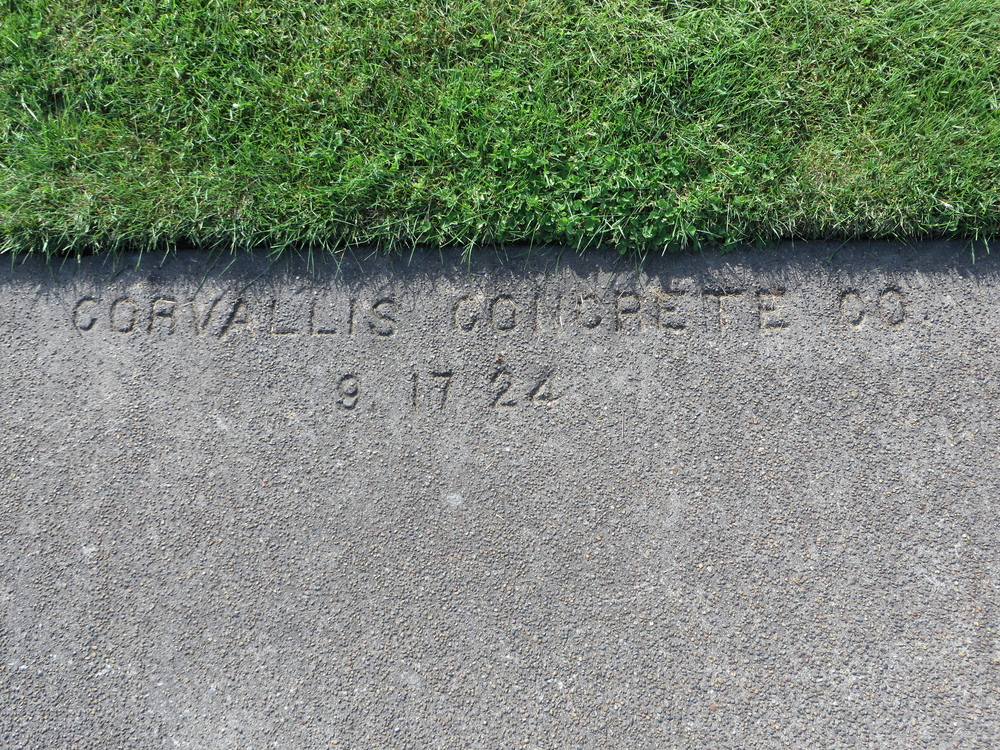 CORVALLIS CONCRETE CO.
9 17 24